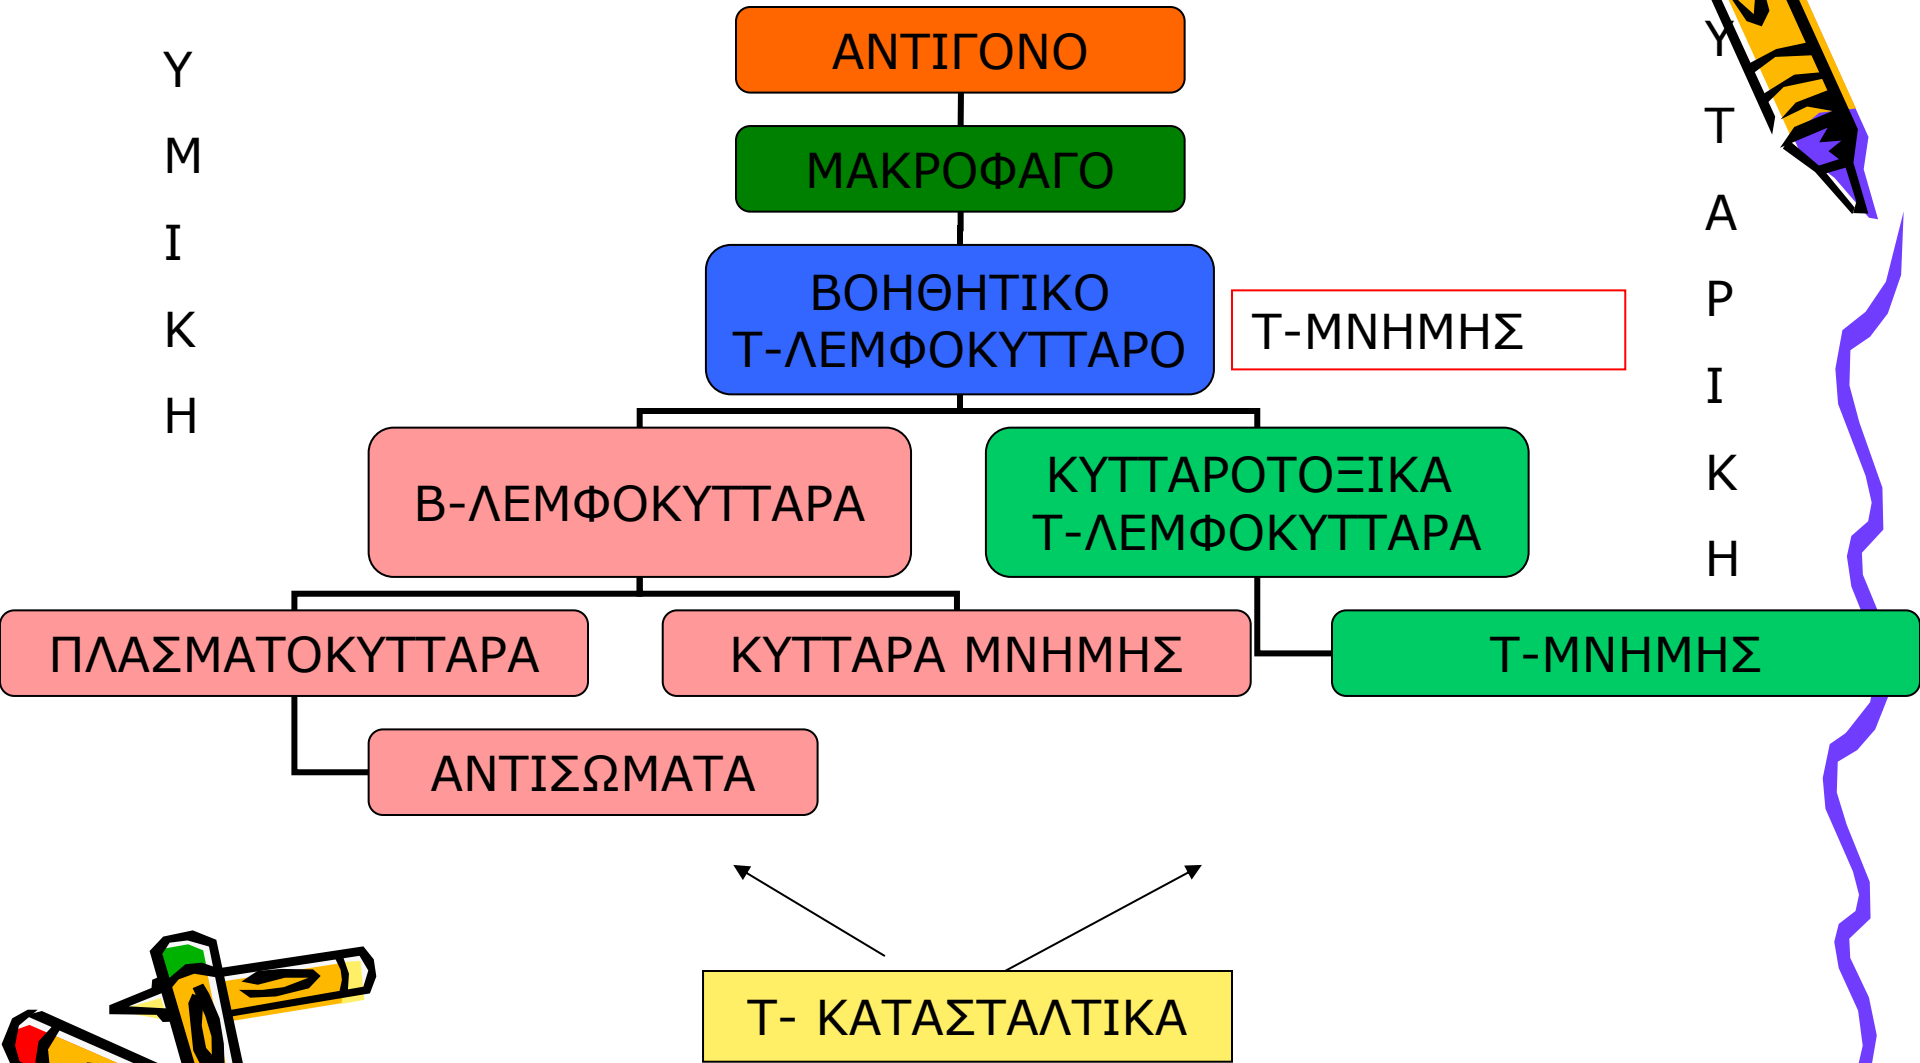 Υ
Μ
Ι
Κ
Η
ΑΝΤΙΓΟΝΟ
ΜΑΚΡΟΦΑΓΟ
ΒΟΗΘΗΤΙΚΟ
Τ-ΛΕΜΦΟΚΥΤΤΑΡΟ
Τ-ΜΝΗΜΗΣ
Β-ΛΕΜΦΟΚΥΤΤΑΡΑ
ΚΥΤΤΑΡΟΤΟΞΙΚΑ
Τ-ΛΕΜΦΟΚΥΤΤΑΡΑ
ΠΛΑΣΜΑΤΟΚΥΤΤΑΡΑ
ΚΥΤΤΑΡΑ ΜΝΗΜΗΣ
Τ-ΜΝΗΜΗΣ
ΑΝΤΙΣΩΜΑΤΑ
Τ- ΚΑΤΑΣΤΑΛΤΙΚΑ
Υ
Τ
Α
Ρ
Ι
Κ
Η